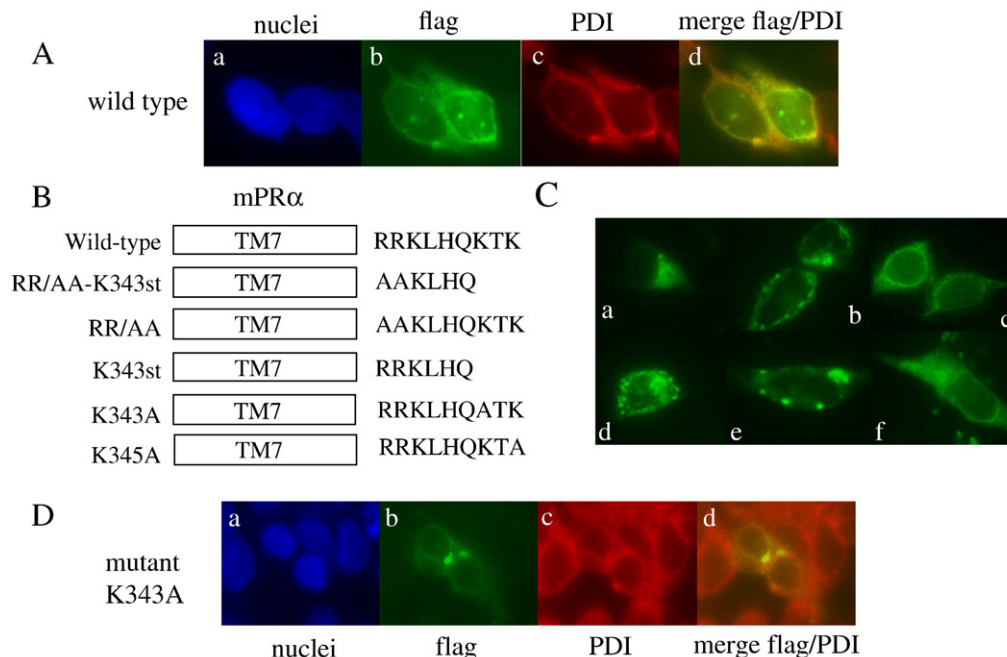 nuclei flag PDI merge flag/PDI
A
a b c d
wild type
B
mPRα
C
Wild-type TM7 RRKLHQKTK
RR/AA-K343st TM7 AAKLHQ
RR/AA TM7 AAKLHQKTK
K343st TM7 RRKLHQ
K343A TM7 RRKLHQATK
K345A TM7 RRKLHQKTA
a b c
d e f
D
a b c d
mutant
K343A
nuclei flag PDI merge flag/PDI